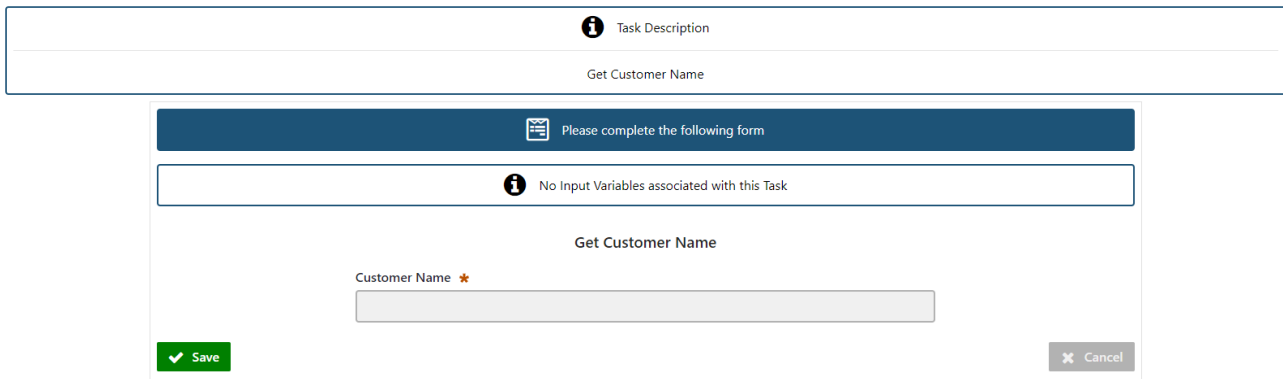 Task Description
Get Customer Name
Please complete the following form
No Input Variables associated with this Task
Get Customer Name
Customer Name *
Save
Cancel